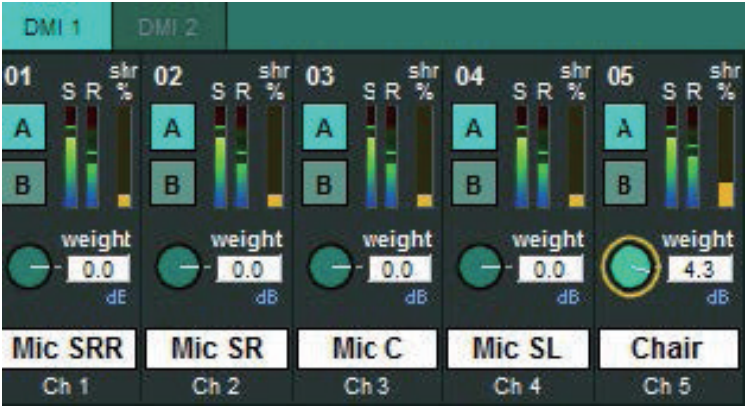 DMI 1 DMI 2
01 shr 02 shr 03 shr 04 shr 05 shr
S R % S R % S R % S R % S R %
A A A A A
B B B B B
weight weight weight weight weight
0.0 0.0 0.0 0.0 4.3
dB dB dB dB dB
Mic SRR Mic SR Mic C Mic SL Chair
Ch 1 Ch 2 Ch 3 Ch 4 Ch 5